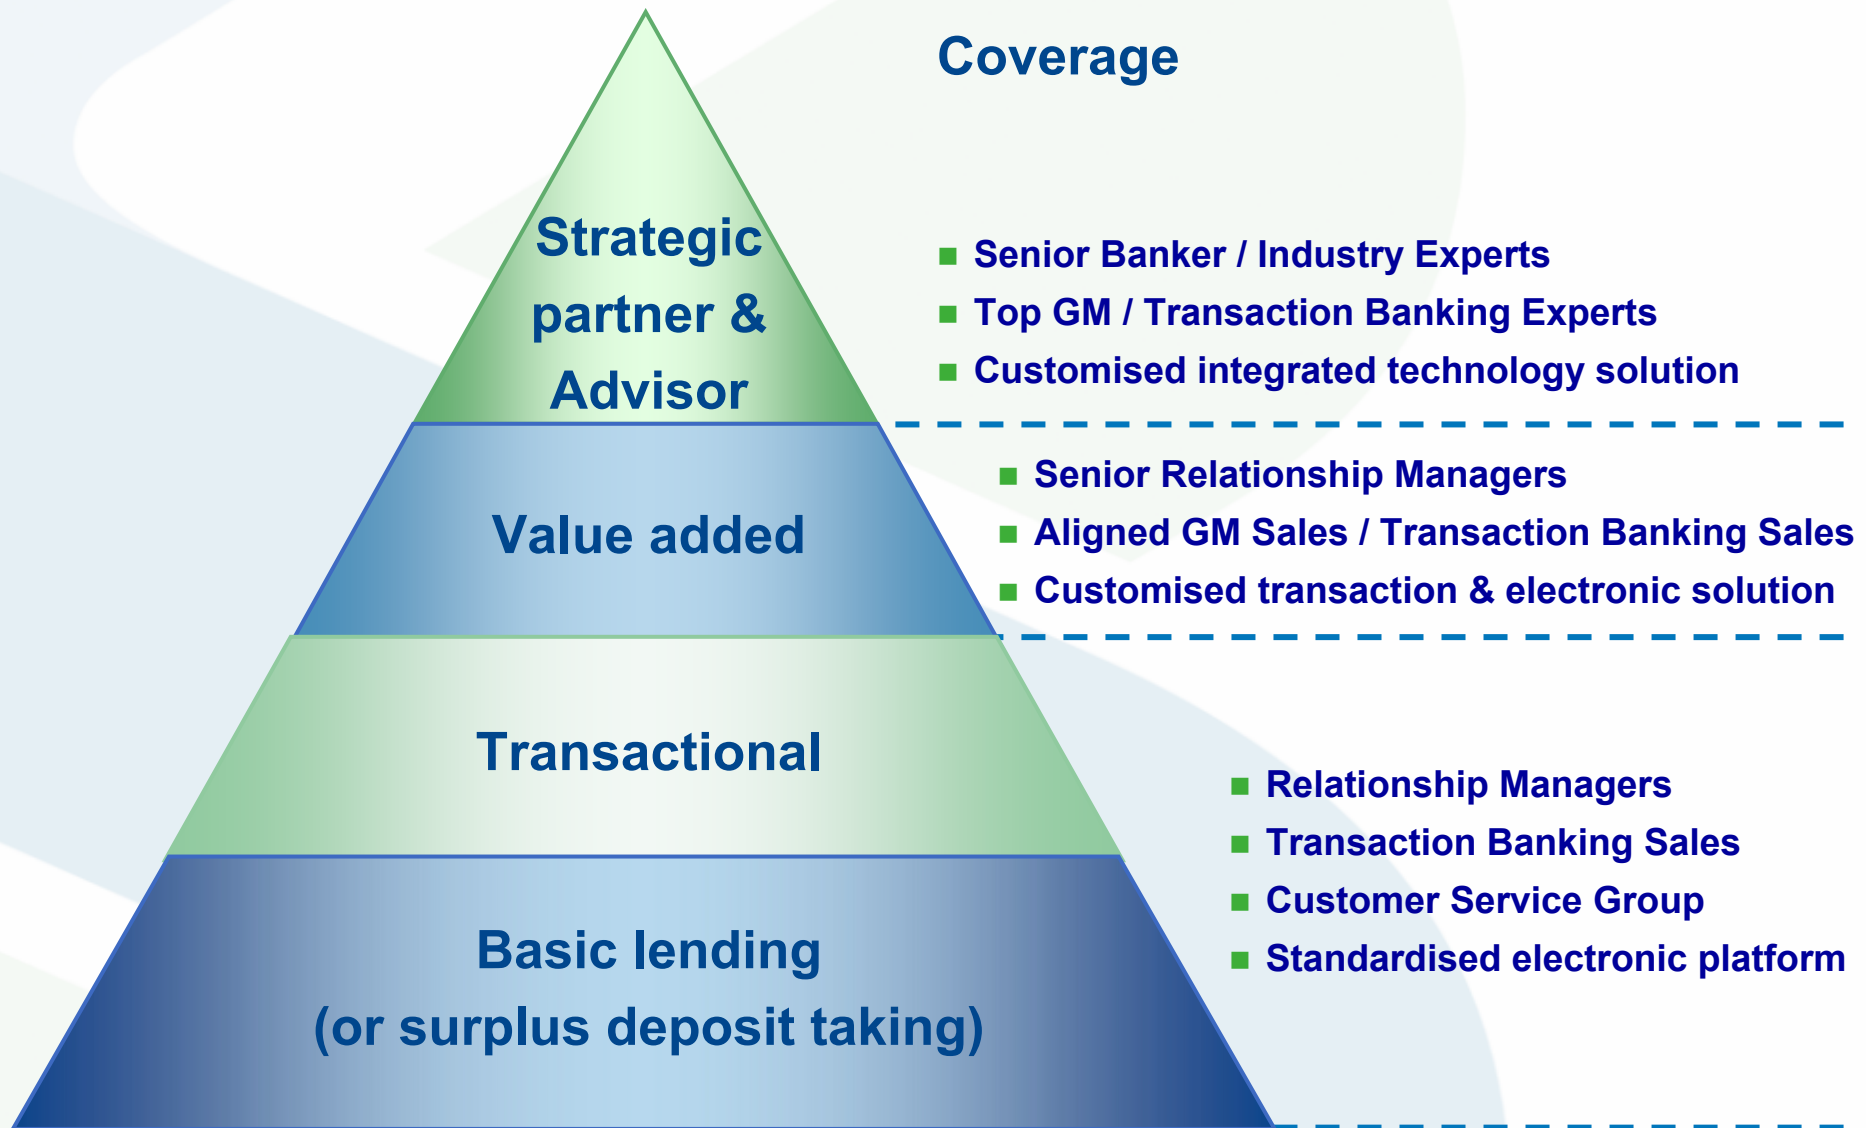 Coverage
Strategic
partner &
Advisor
■ Senior Banker / Industry Experts
■ Top GM / Transaction Banking Experts
■ Customised integrated technology solution
Value added
■ Senior Relationship Managers
■ Aligned GM Sales / Transaction Banking Sales
■ Customised transaction & electronic solution
Transactional
Basic lending
(or surplus deposit taking)
■ Relationship Managers
■ Transaction Banking Sales
■ Customer Service Group
■ Standardised electronic platform